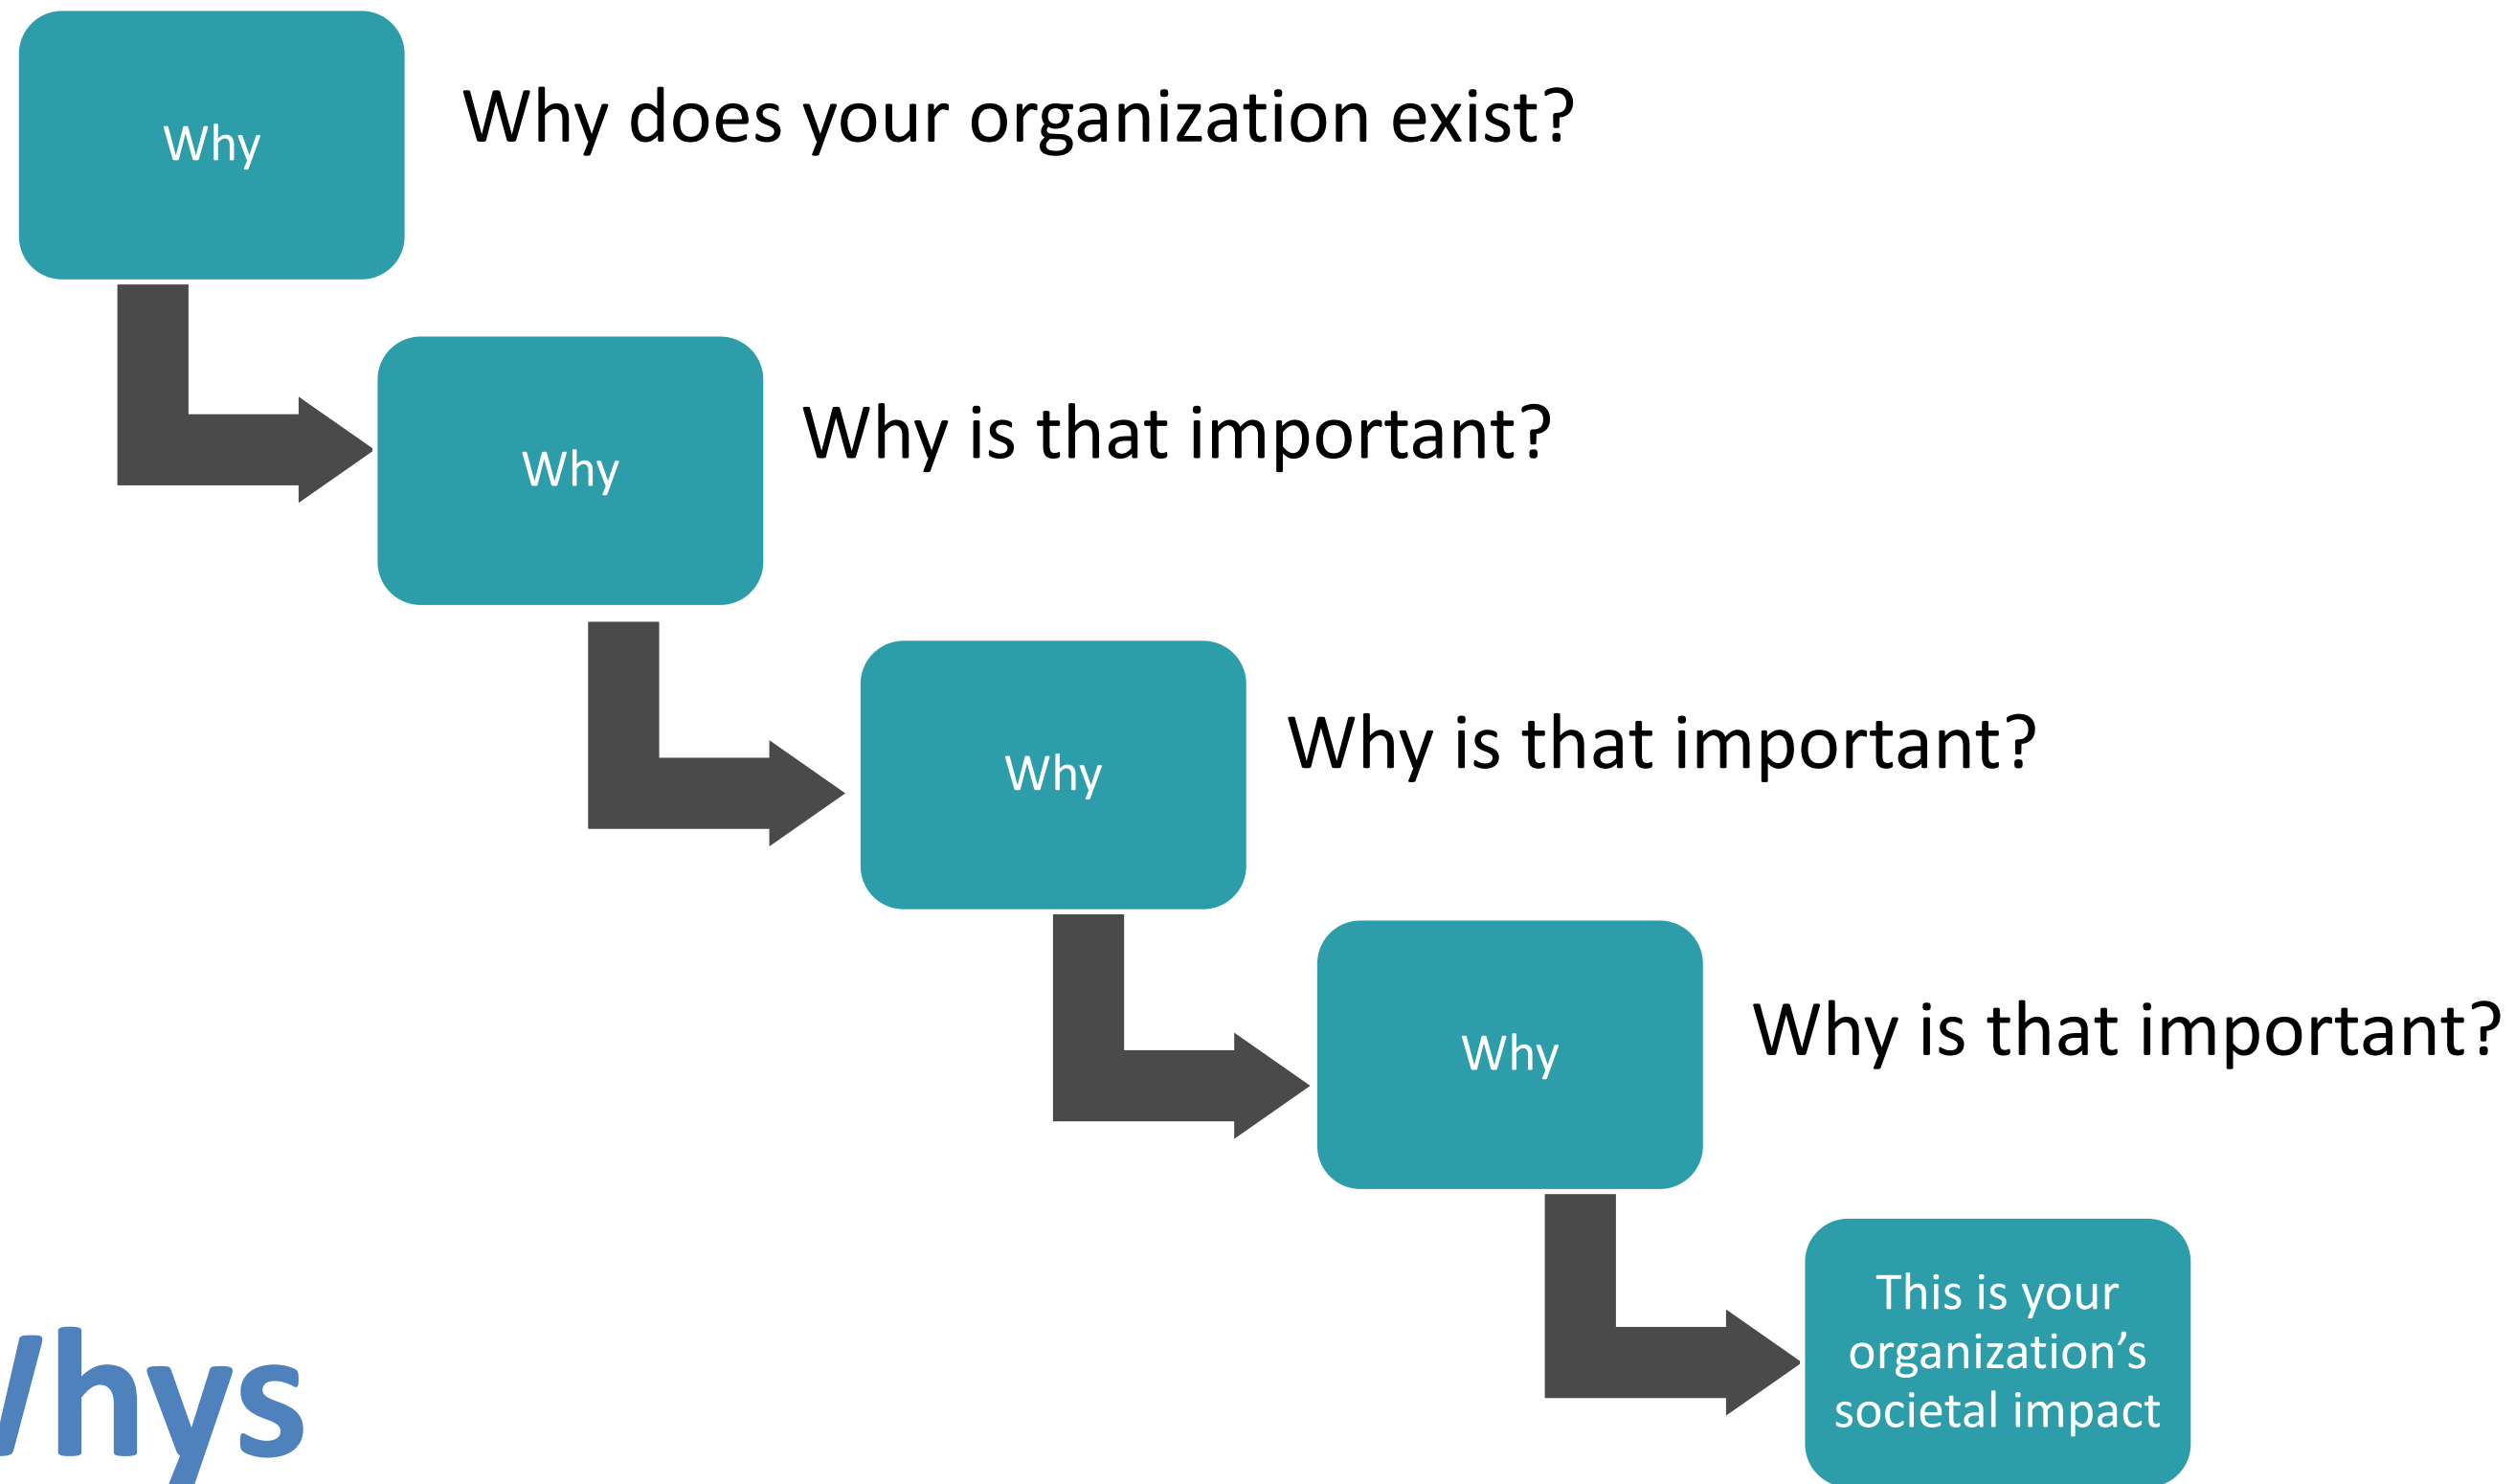 Why
Why does your organization exist?
Why
Why is that important?
Why
Why is that important?
Why
Why is that important?
This is your
organization’s
societal impact